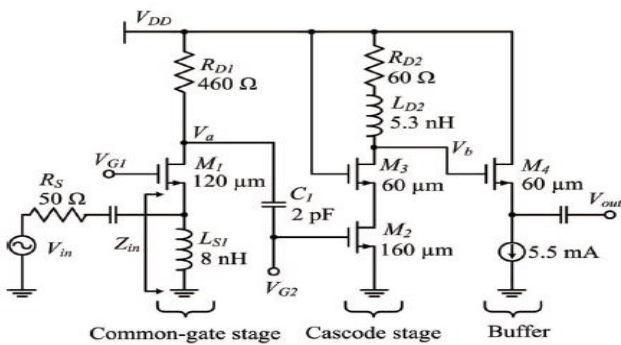 V_DD
R_D1
460 Ω
R_D2
60 Ω
L_D2
5.3 nH
V_a
V_b
V_G1
M_1
120 μm
M_3
60 μm
M_4
60 μm
V_out
R_S
50 Ω
C_1
2 pF
M_2
160 μm
V_in
Z_in
L_S1
8 nH
V_G2
5.5 mA
Common-gate stage Cascode stage Buffer